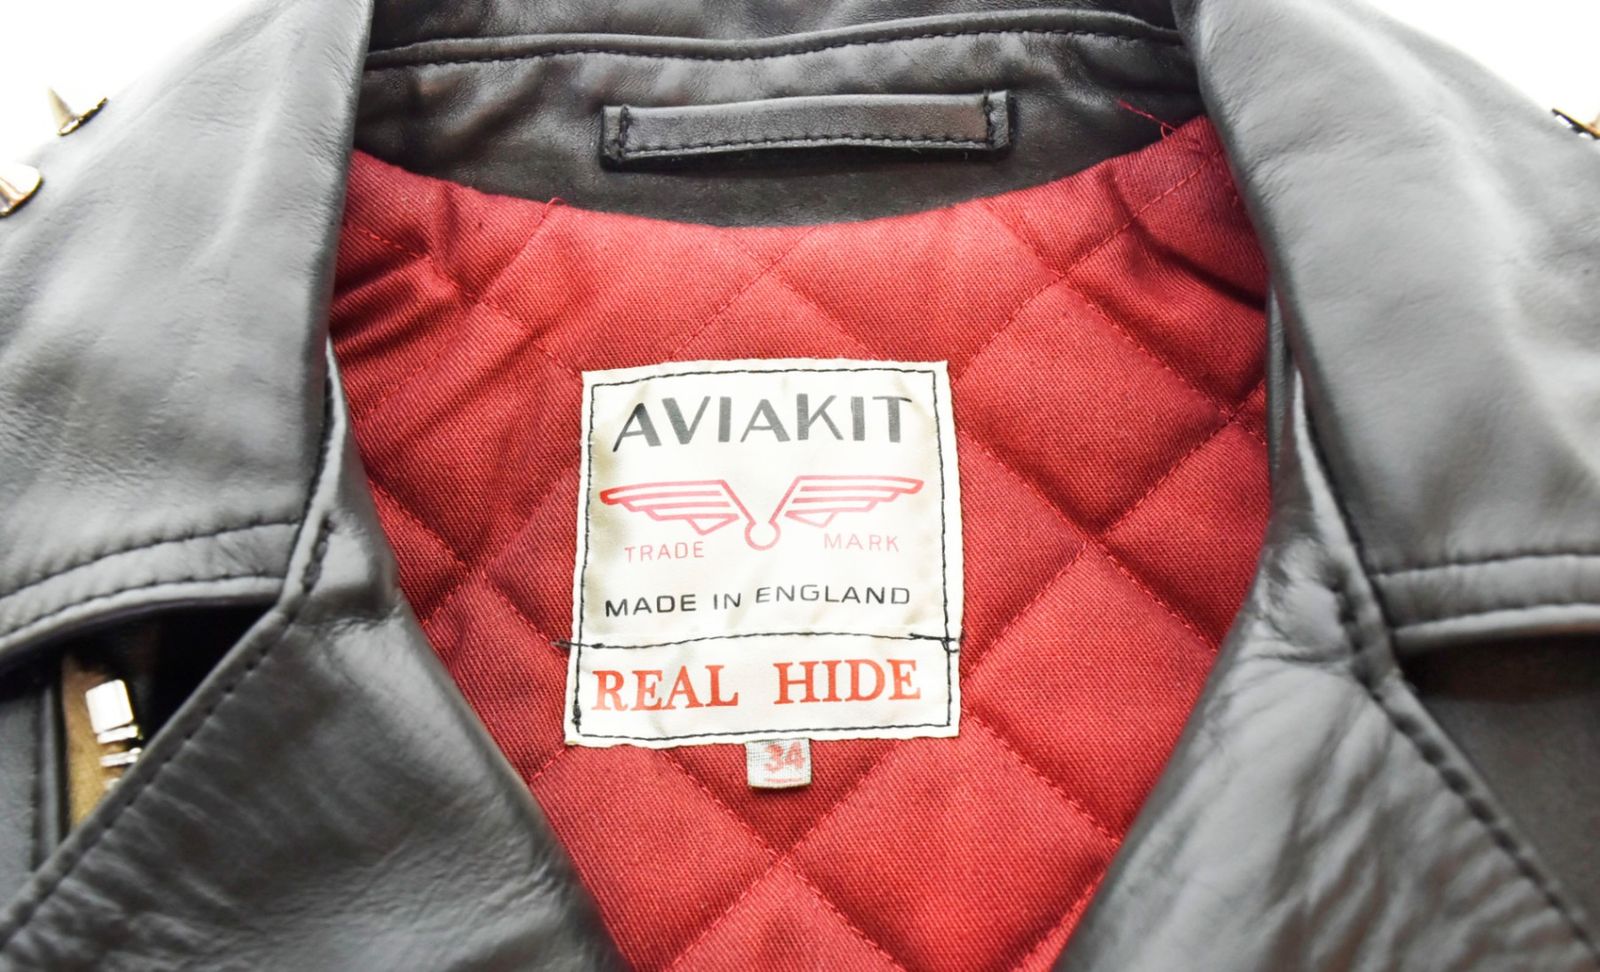 AVIAKIT
TRADE MARK
MADE IN ENGLAND
REAL HIDE
34